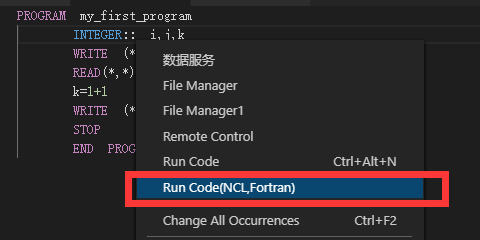 PROGRAM my_first_program
INTEGER:: i,j,k
WRITE (*
READ(*,*)
k=1+1
WRITE (*
STOP
END PROG
数据服务
File Manager
File Manager1
Remote Control
Run Code Ctrl+Alt+N
Run Code(NCL,Fortran)
Change All Occurrences Ctrl+F2